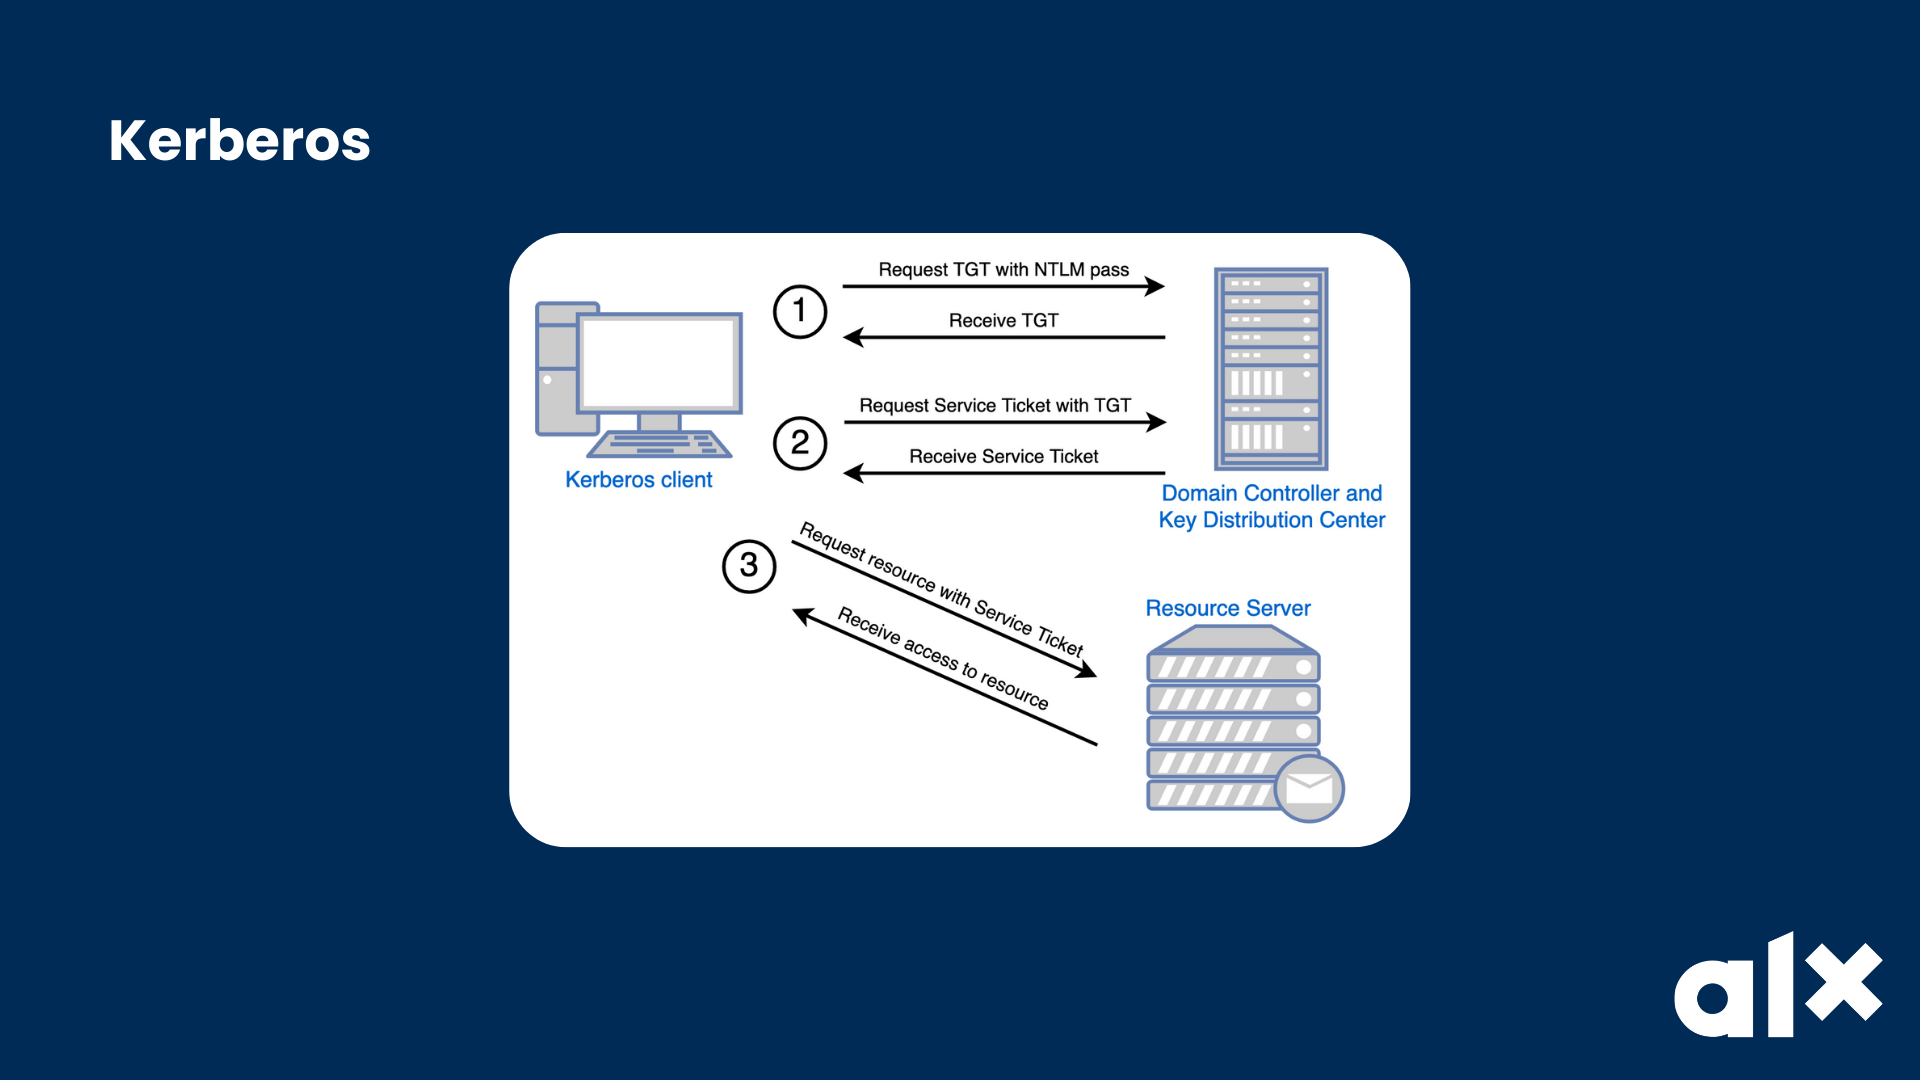 Kerberos
1
Request TGT with NTLM pass
Receive TGT
2
Request Service Ticket with TGT
Receive Service Ticket
Kerberos client
Domain Controller and
Key Distribution Center
3
Request resource with Service Ticket
Receive access to resource
Resource Server
alx